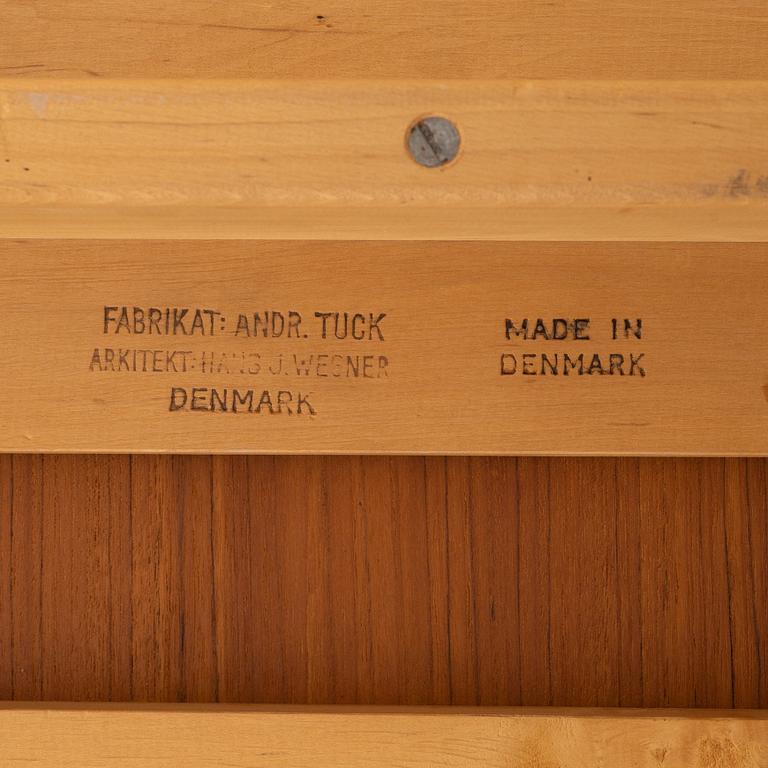 FABRIKAT: ANDR. TUCK
ARKITEKT: HANS J. WEGNER
DENMARK
MADE IN
DENMARK